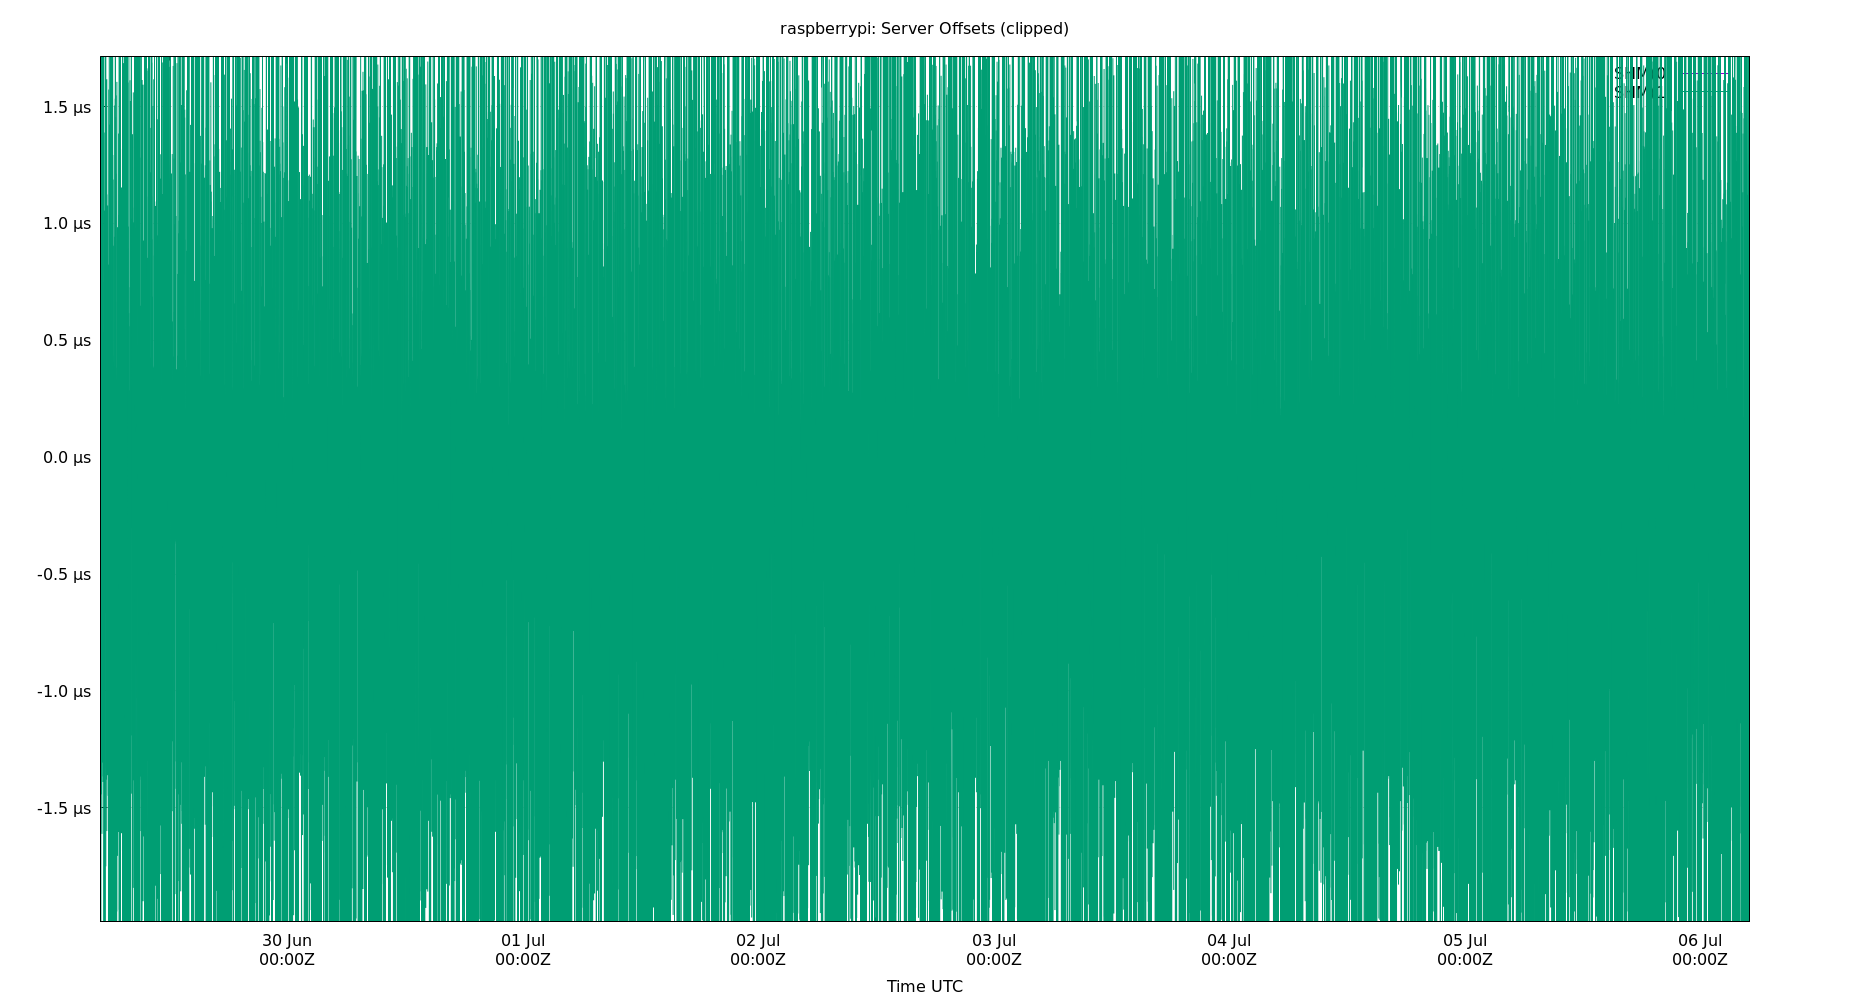 raspberrypi: Server Offsets (clipped)
1.5 µs
1.0 µs
0.5 µs
0.0 µs
-0.5 µs
-1.0 µs
-1.5 µs
30 Jun 01 Jul 02 Jul 03 Jul 04 Jul 05 Jul 06 Jul
00:00Z 00:00Z 00:00Z 00:00Z 00:00Z 00:00Z 00:00Z
Time UTC